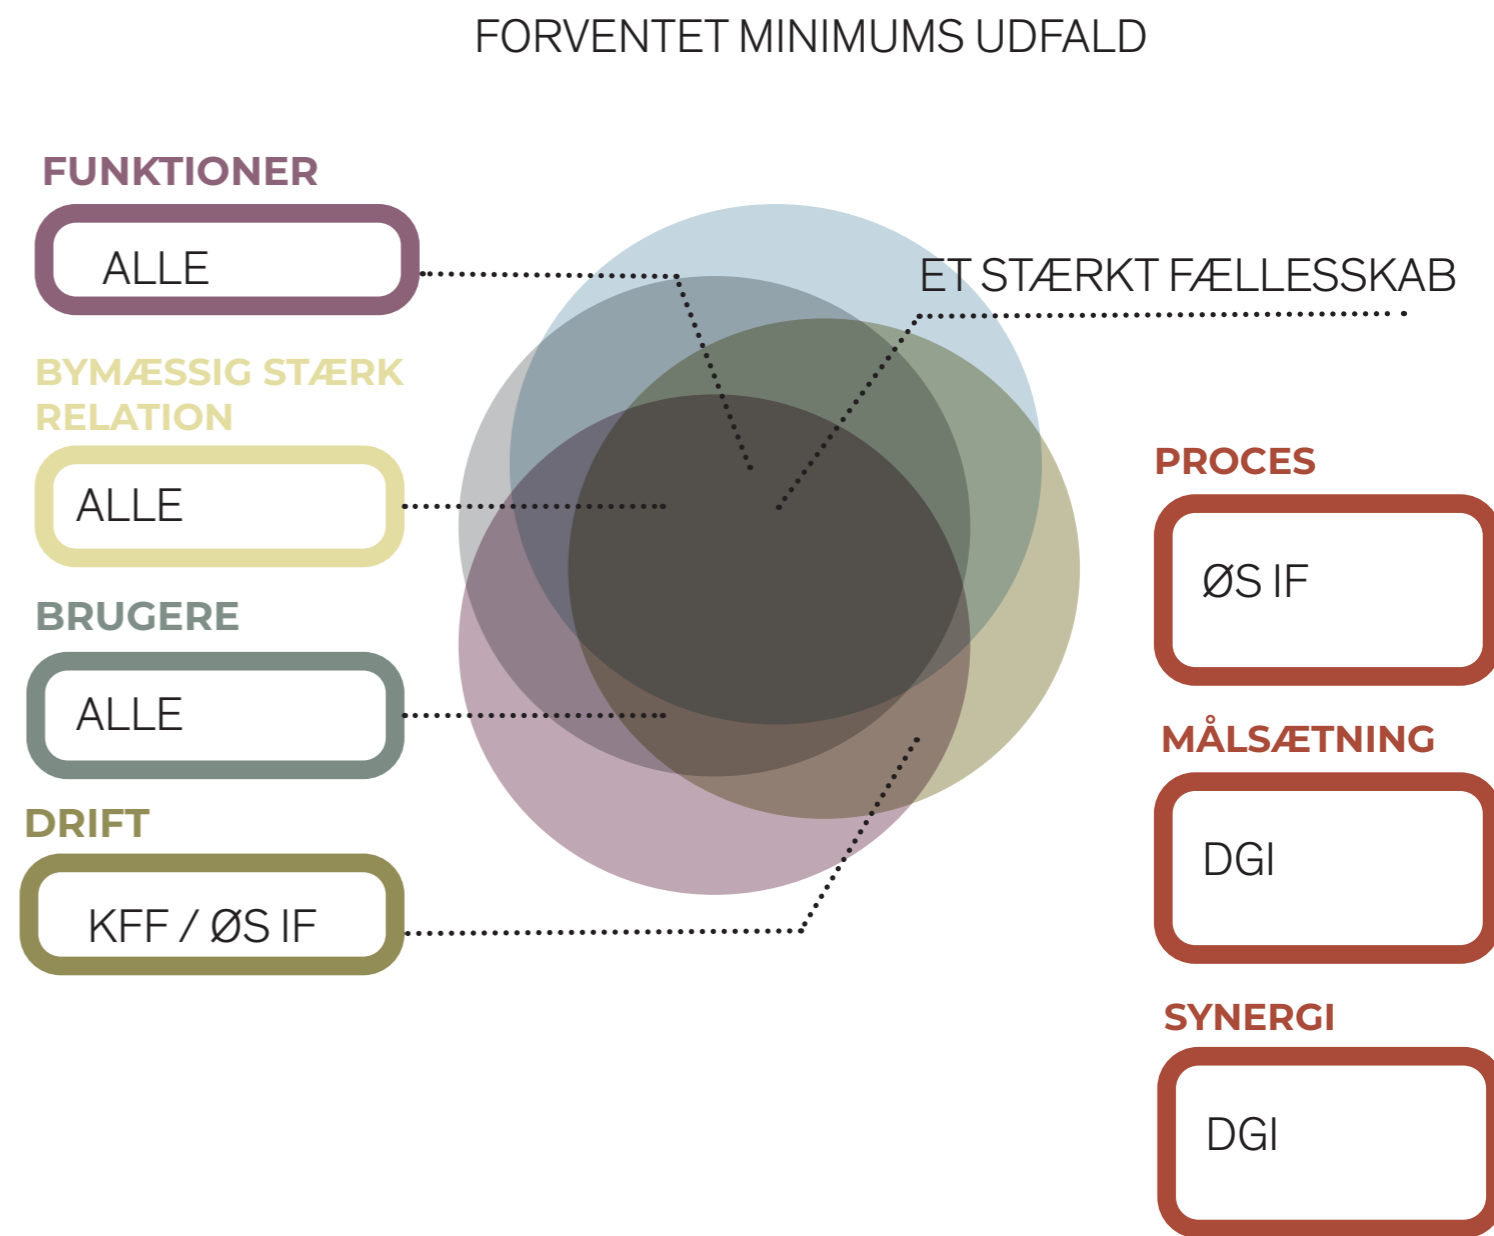 FORVENTET MINIMUMS UDFALD
FUNKTIONER
ALLE
BYMÆSSIG STÆRK
RELATION
ALLE
BRUGERE
ALLE
DRIFT
KFF / ØS IF
ET STÆRKT FÆLLESSKAB
PROCES
ØS IF
MÅLSÆTNING
DGI
SYNERGI
DGI